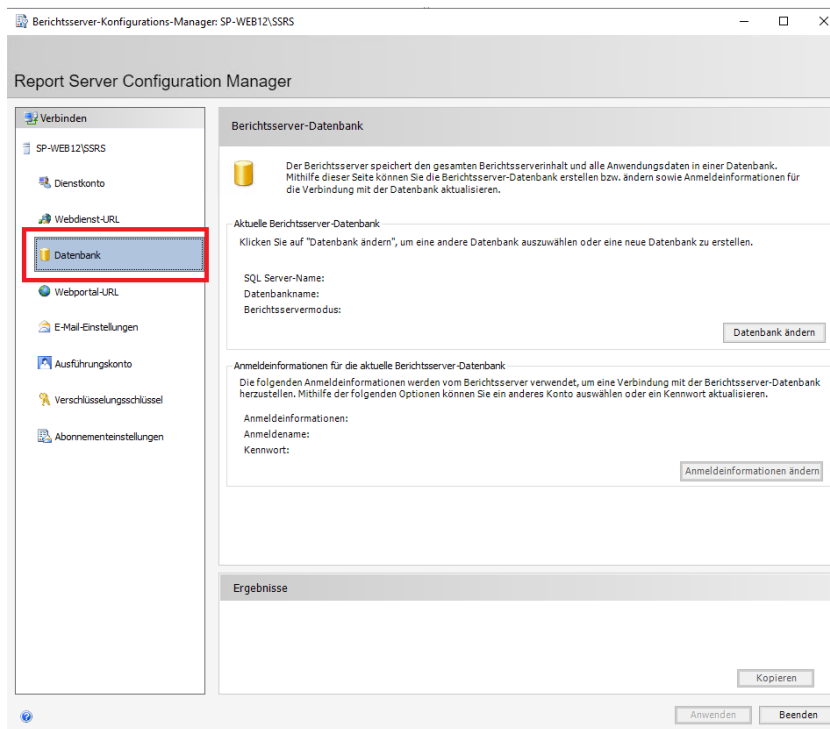 Berichtsserver-Konfigurations-Manager: SP-WEB12\SSRS
Report Server Configuration Manager
Verbinden
SP-WEB12\SSRS
Dienstkonto
Webdienst-URL
Datenbank
Webportal-URL
E-Mail-Einstellungen
Ausführungskonto
Verschlüsselungsschlüssel
Abonnementeinstellungen
Berichtsserver-Datenbank
Der Berichtsserver speichert den gesamten Berichtsserverinhalt und alle Anwendungsdaten in einer Datenbank.
Mithilfe dieser Seite können Sie die Berichtsserver-Datenbank erstellen bzw. ändern sowie Anmeldeinformationen für
die Verbindung mit der Datenbank aktualisieren.
Aktuelle Berichtsserver-Datenbank
Klicken Sie auf "Datenbank ändern", um eine andere Datenbank auszuwählen oder eine neue Datenbank zu erstellen.
SQL Server-Name:
Datenbankname:
Berichtsservermodus:
Datenbank ändern
Anmeldeinformationen für die aktuelle Berichtsserver-Datenbank
Die folgenden Anmeldeinformationen werden vom Berichtsserver verwendet, um eine Verbindung mit der Berichtsserver-Datenbank
herzustellen. Mithilfe der folgenden Optionen können Sie ein anderes Konto auswählen oder ein Kennwort aktualisieren.
Anmeldeinformationen:
Anmeldename:
Kennwort:
Anmeldeinformationen ändern
Ergebnisse
Kopieren
Anwenden
Beenden